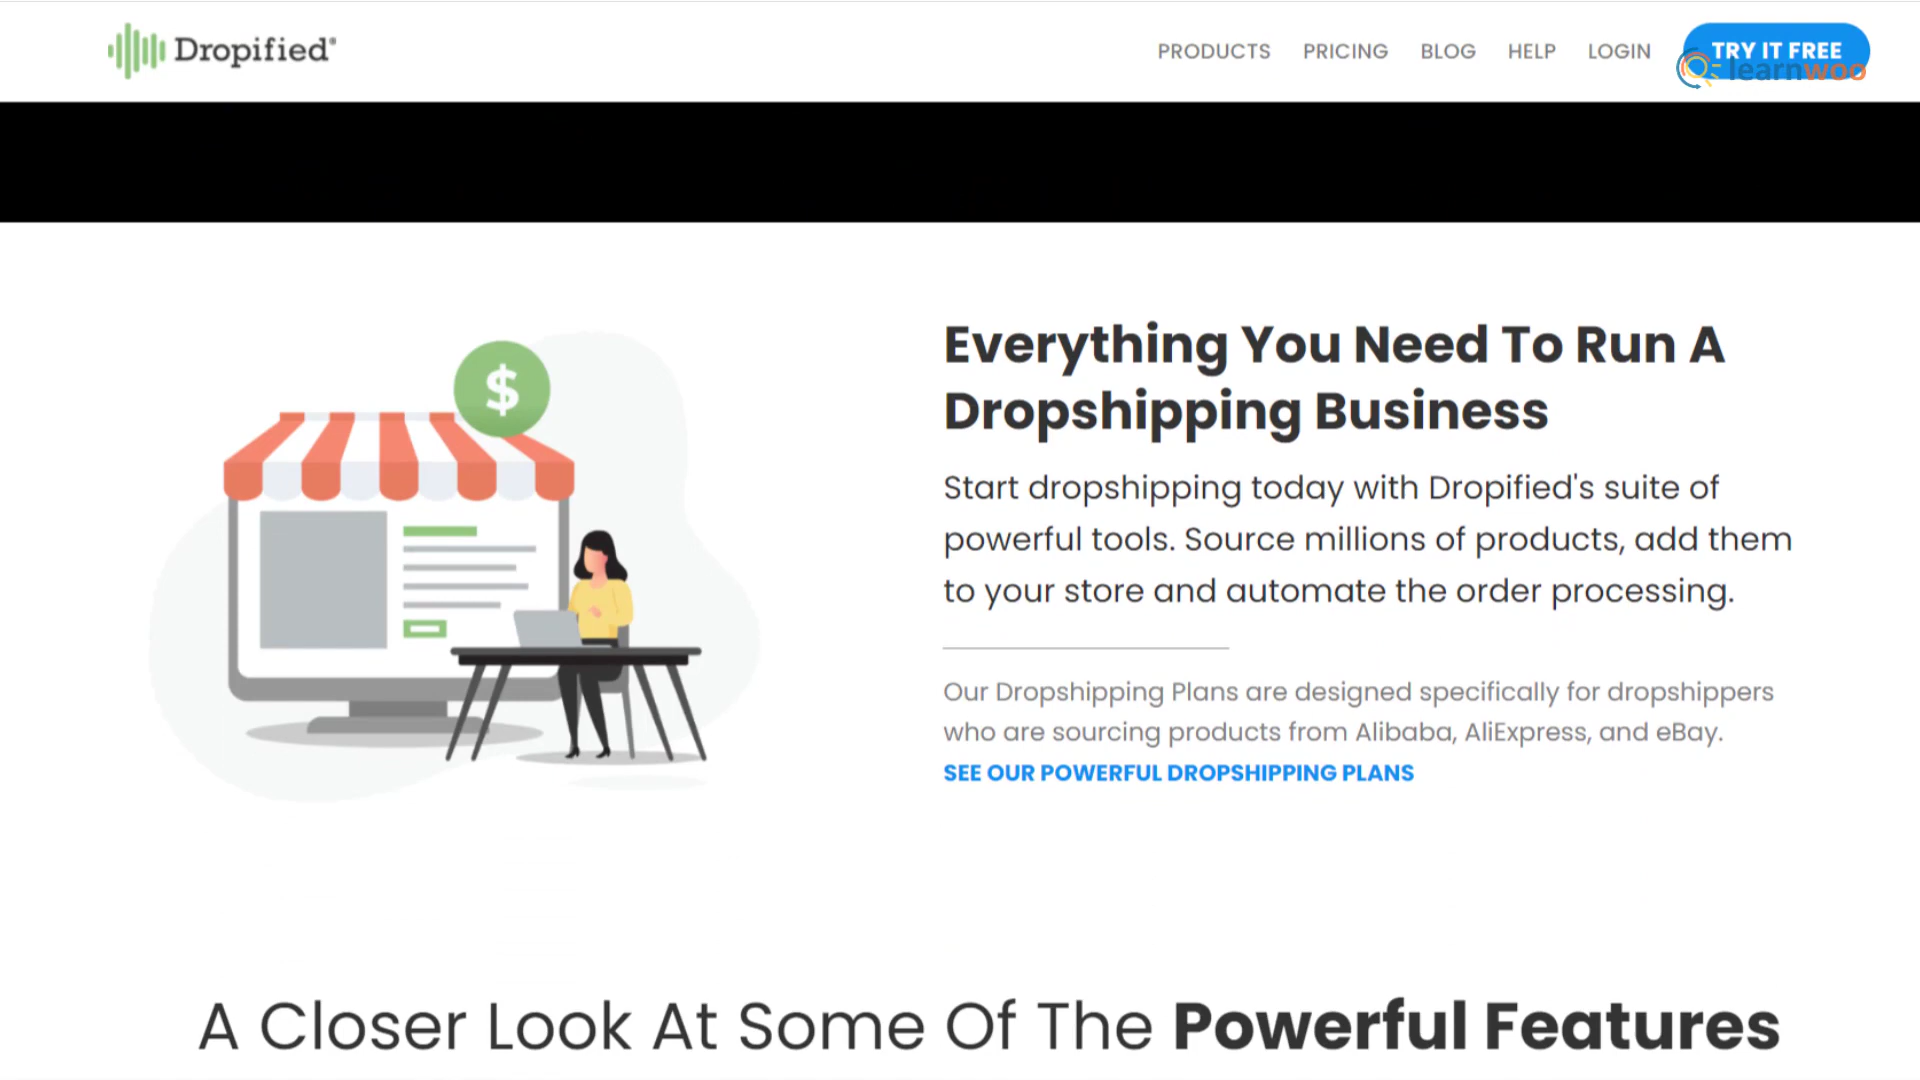 Dropified®
PRODUCTS PRICING BLOG HELP LOGIN TRY IT FREE
learnwoo
$
Everything You Need To Run A
Dropshipping Business
Start dropshipping today with Dropified's suite of
powerful tools. Source millions of products, add them
to your store and automate the order processing.
Our Dropshipping Plans are designed specifically for dropshippers
who are sourcing products from Alibaba, AliExpress, and eBay.
SEE OUR POWERFUL DROPSHIPPING PLANS
A Closer Look At Some Of The Powerful Features